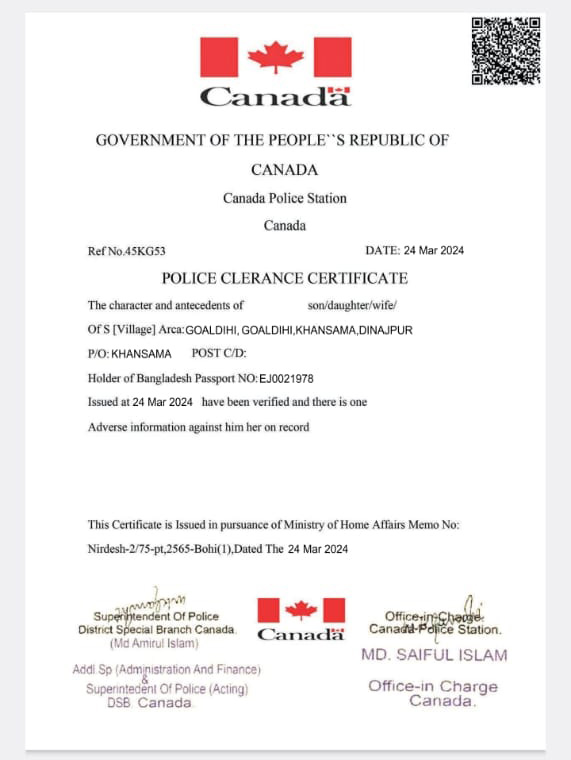 Canada
GOVERNMENT OF THE PEOPLE``S REPUBLIC OF
CANADA
Canada Police Station
Canada
Ref No.45KG53
DATE: 24 Mar 2024
POLICE CLERANCE CERTIFICATE
The character and antecedents of son/daughter/wife/
Of S [Village] Arca:GOALDIHI, GOALDIHI,KHANSAMA,DINAJPUR
P/O: KHANSAMA POST C/D:
Holder of Bangladesh Passport NO:EJ0021978
Issued at 24 Mar 2024 have been verified and there is one
Adverse information against him her on record
This Certificate is Issued in pursuance of Ministry of Home Affairs Memo No:
Nirdesh-2/75-pt,2565-Bohi(1),Dated The 24 Mar 2024
Superintendent Of Police
District Special Branch Canada.
(Md Amirul Islam)
Addl.Sp (Administration And Finance)
&
Superintedent Of Police (Acting)
DSB. Canada.
Canada
Office-in-Charge.
Canada-Police Station.
MD. SAIFUL ISLAM
Office-in Charge
Canada.